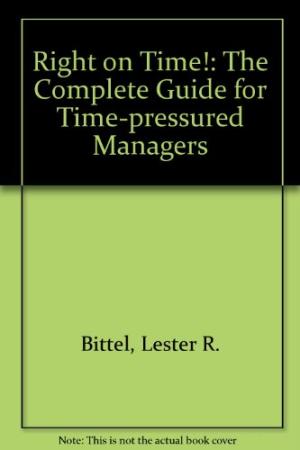 Right on Time!: The
Complete Guide for
Time-pressured
Managers
Bittel, Lester R.
Note: This is not the actual book cover